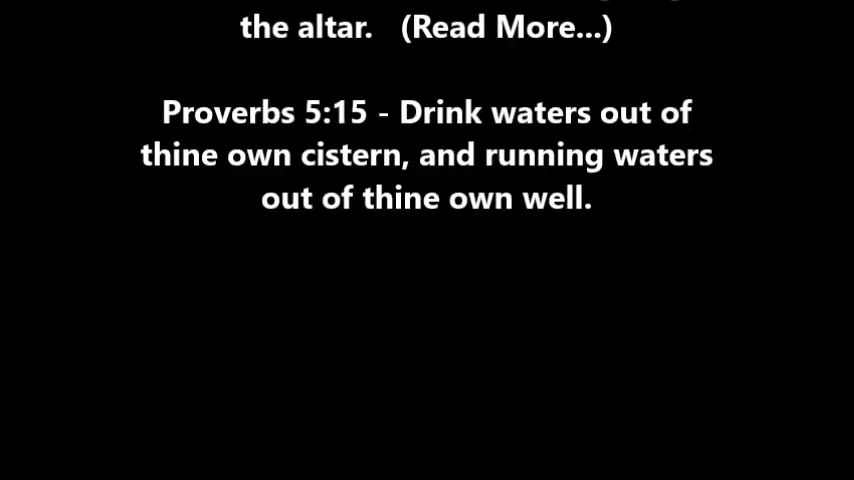 the altar. (Read More...)
Proverbs 5:15 - Drink waters out of
thine own cistern, and running waters
out of thine own well.